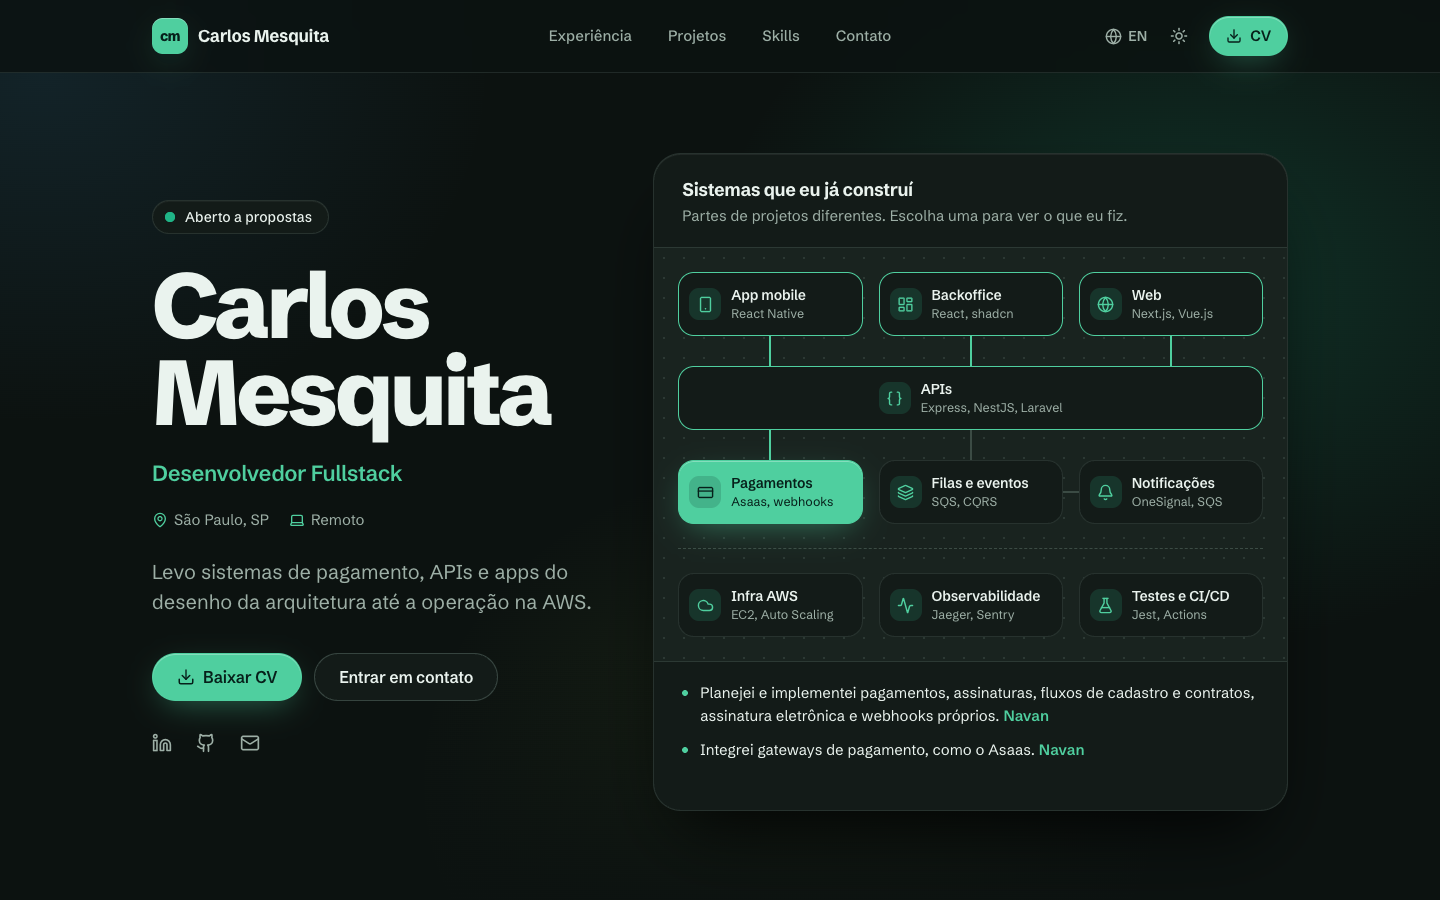 cm
Carlos Mesquita
Experiência
Projetos
Skills
Contato
EN
CV
Aberto a propostas
Carlos
Mesquita
Desenvolvedor Fullstack
São Paulo, SP
Remoto
Levo sistemas de pagamento, APIs e apps do
desenho da arquitetura até a operação na AWS.
Baixar CV
Entrar em contato
Sistemas que eu já construí
Partes de projetos diferentes. Escolha uma para ver o que eu fiz.
App mobile
React Native
Backoffice
React, shadcn
Web
Next.js, Vue.js
APIs
Express, NestJS, Laravel
Pagamentos
Asaas, webhooks
Filas e eventos
SQS, CQRS
Notificações
OneSignal, SQS
Infra AWS
EC2, Auto Scaling
Observabilidade
Jaeger, Sentry
Testes e CI/CD
Jest, Actions
Planejei e implementei pagamentos, assinaturas, fluxos de cadastro e contratos,
assinatura eletrônica e webhooks próprios. Navan
Integrei gateways de pagamento, como o Asaas. Navan